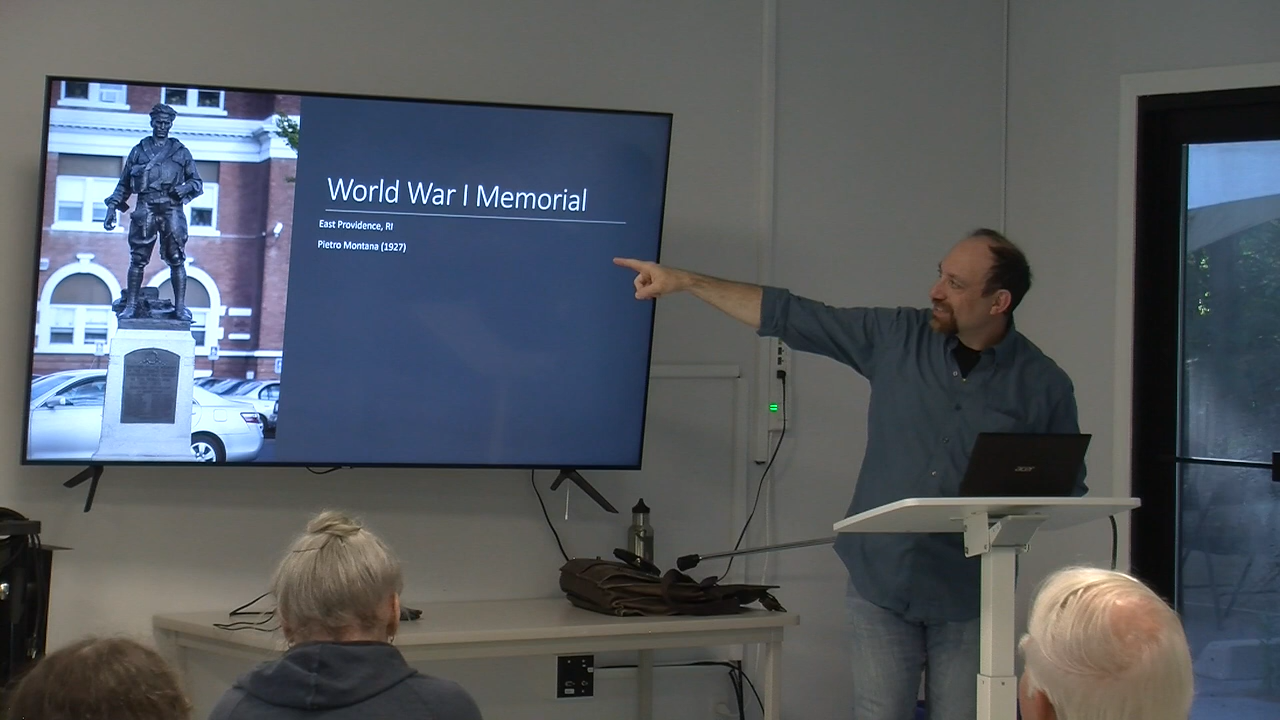 World War I Memorial
East Providence, RI
Pietro Montana (1927)
acer